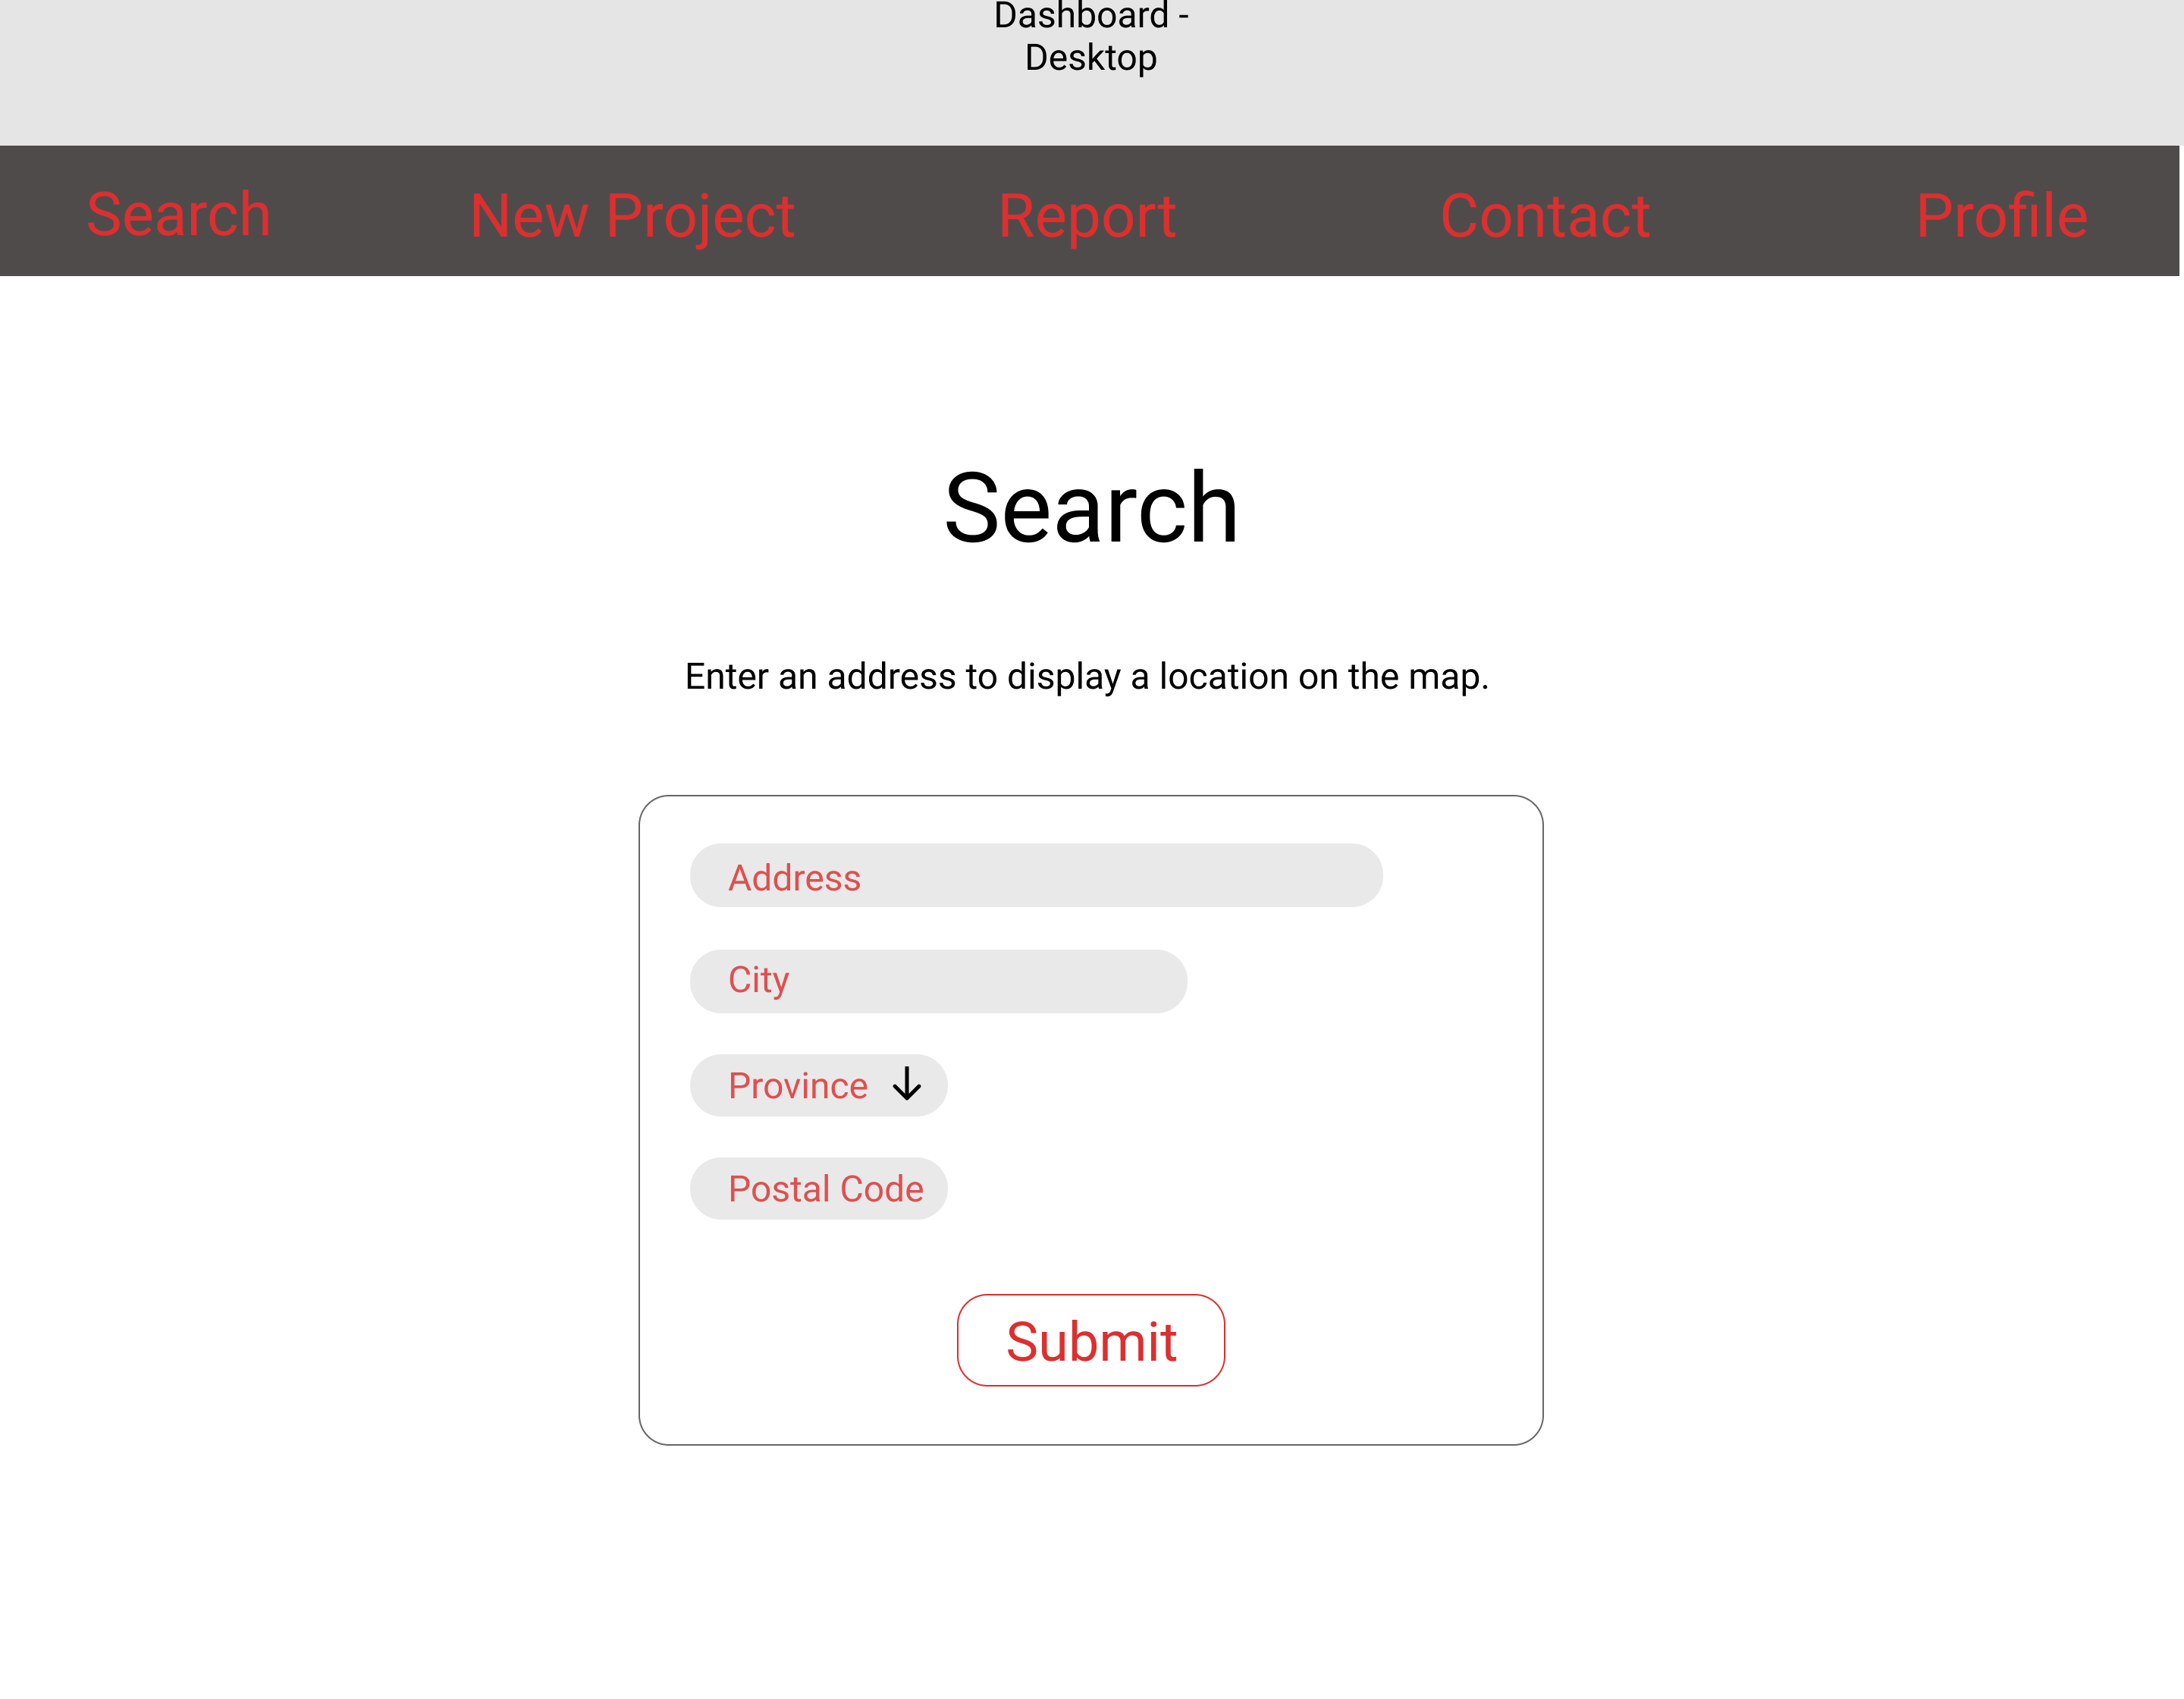 Dashboard -
Desktop
Search New Project Report Contact Profile
Search
Enter an address to display a location on the map.
Address
City
Province
Postal Code
Submit